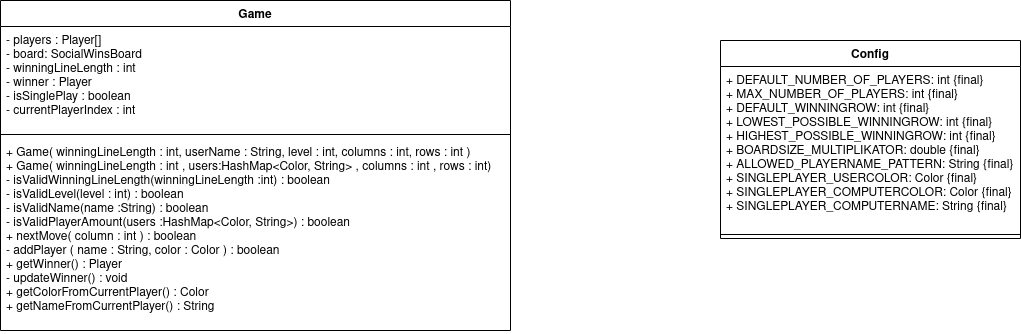 Game
- players : Player[]
- board: SocialWinsBoard
- winningLineLength : int
- winner : Player
- isSinglePlay : boolean
- currentPlayerIndex : int
+ Game( winningLineLength : int, userName : String, level : int, columns : int, rows : int )
+ Game( winningLineLength : int , users:HashMap<Color, String> , columns : int , rows : int)
- isValidWinningLineLength(winningLineLength :int) : boolean
- isValidLevel(level : int) : boolean
- isValidName(name :String) : boolean
- isValidPlayerAmount(users :HashMap<Color, String>) : boolean
+ nextMove( column : int ) : boolean
- addPlayer ( name : String, color : Color ) : boolean
+ getWinner() : Player
- updateWinner() : void
+ getColorFromCurrentPlayer() : Color
+ getNameFromCurrentPlayer() : String
Config
+ DEFAULT_NUMBER_OF_PLAYERS: int {final}
+ MAX_NUMBER_OF_PLAYERS: int {final}
+ DEFAULT_WINNINGROW: int {final}
+ LOWEST_POSSIBLE_WINNINGROW: int {final}
+ HIGHEST_POSSIBLE_WINNINGROW: int {final}
+ BOARDSIZE_MULTIPLIKATOR: double {final}
+ ALLOWED_PLAYERNAME_PATTERN: String {final}
+ SINGLEPLAYER_USERCOLOR: Color {final}
+ SINGLEPLAYER_COMPUTERCOLOR: Color {final}
+ SINGLEPLAYER_COMPUTERNAME: String {final}